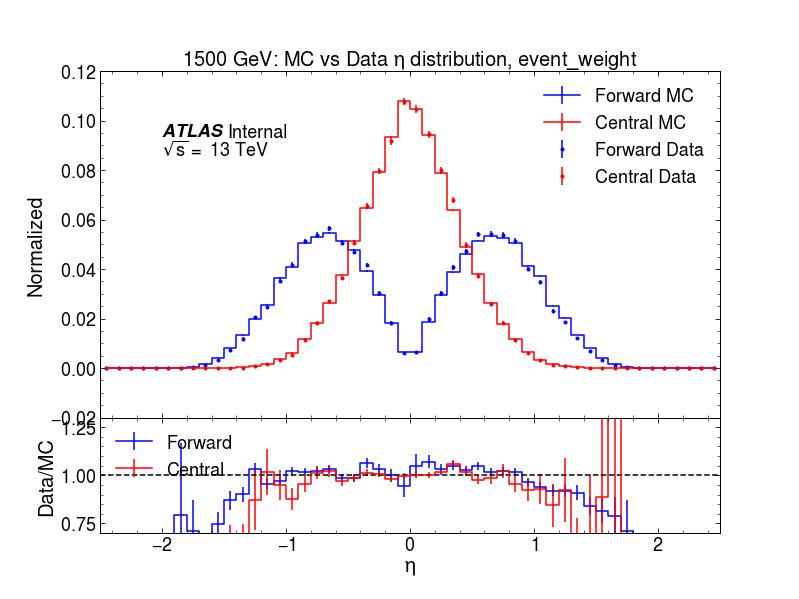 1500 GeV: MC vs Data η distribution, event_weight
0.12
0.10
0.08
0.06
0.04
0.02
0.00
−0.02
Normalized
ATLAS Internal
√s = 13 TeV
Forward MC
Central MC
Forward Data
Central Data
1.25
1.00
0.75
Data/MC
Forward
Central
−2 −1 0 1 2
η